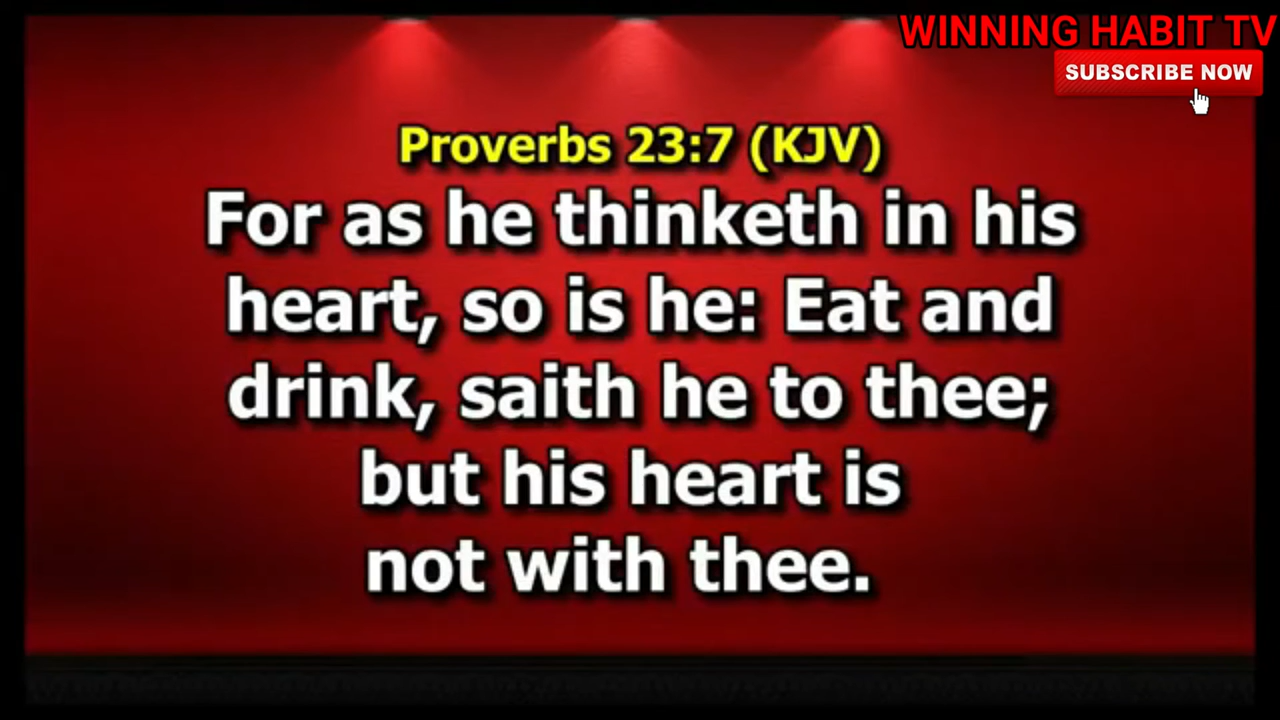 WINNING HABIT TV
SUBSCRIBE NOW
Proverbs 23:7 (KJV)
For as he thinketh in his
heart, so is he: Eat and
drink, saith he to thee;
but his heart is
not with thee.